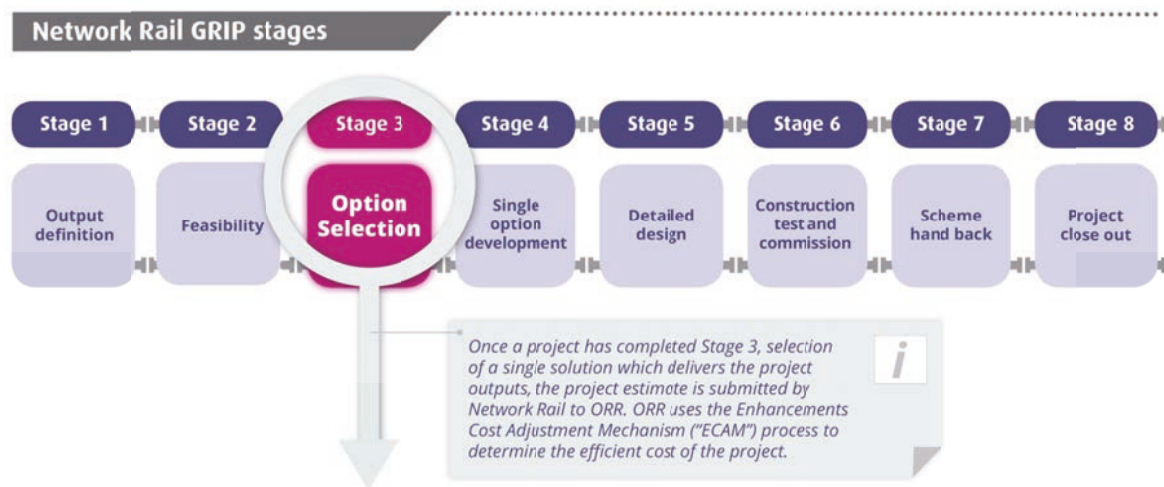 Network Rail GRIP stages
Stage 1
Stage 2
Stage 3
Stage 4
Stage 5
Stage 6
Stage 7
Stage 8
Output
definition
Feasibility
Option
Selection
Single
option
development
Detailed
design
Construction
test and
commission
Scheme
hand back
Project
close out
Once a project has completed Stage 3, selection
of a single solution which delivers the project
outputs, the project estimate is submitted by
Network Rail to ORR. ORR uses the Enhancements
Cost Adjustment Mechanism ("ECAM") process to
determine the efficient cost of the project.
i